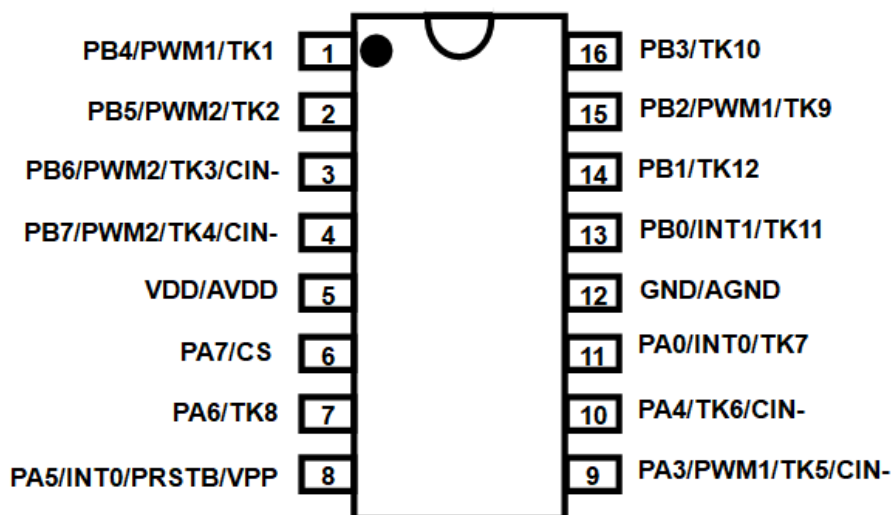 PB4/PWM1/TK1 1 16 PB3/TK10
PB5/PWM2/TK2 2 15 PB2/PWM1/TK9
PB6/PWM2/TK3/CIN- 3 14 PB1/TK12
PB7/PWM2/TK4/CIN- 4 13 PB0/INT1/TK11
VDD/AVDD 5 12 GND/AGND
PA7/CS 6 11 PA0/INT0/TK7
PA6/TK8 7 10 PA4/TK6/CIN-
PA5/INT0/PRSTB/VPP 8 9 PA3/PWM1/TK5/CIN-